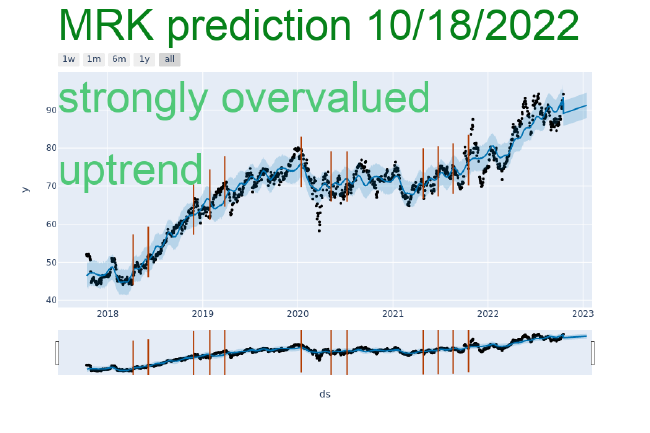 MRK prediction 10/18/2022
1w 1m 6m 1y all
strongly overvalued
uptrend
90
80
70
60
50
40
y
2018 2019 2020 2021 2022 2023
ds